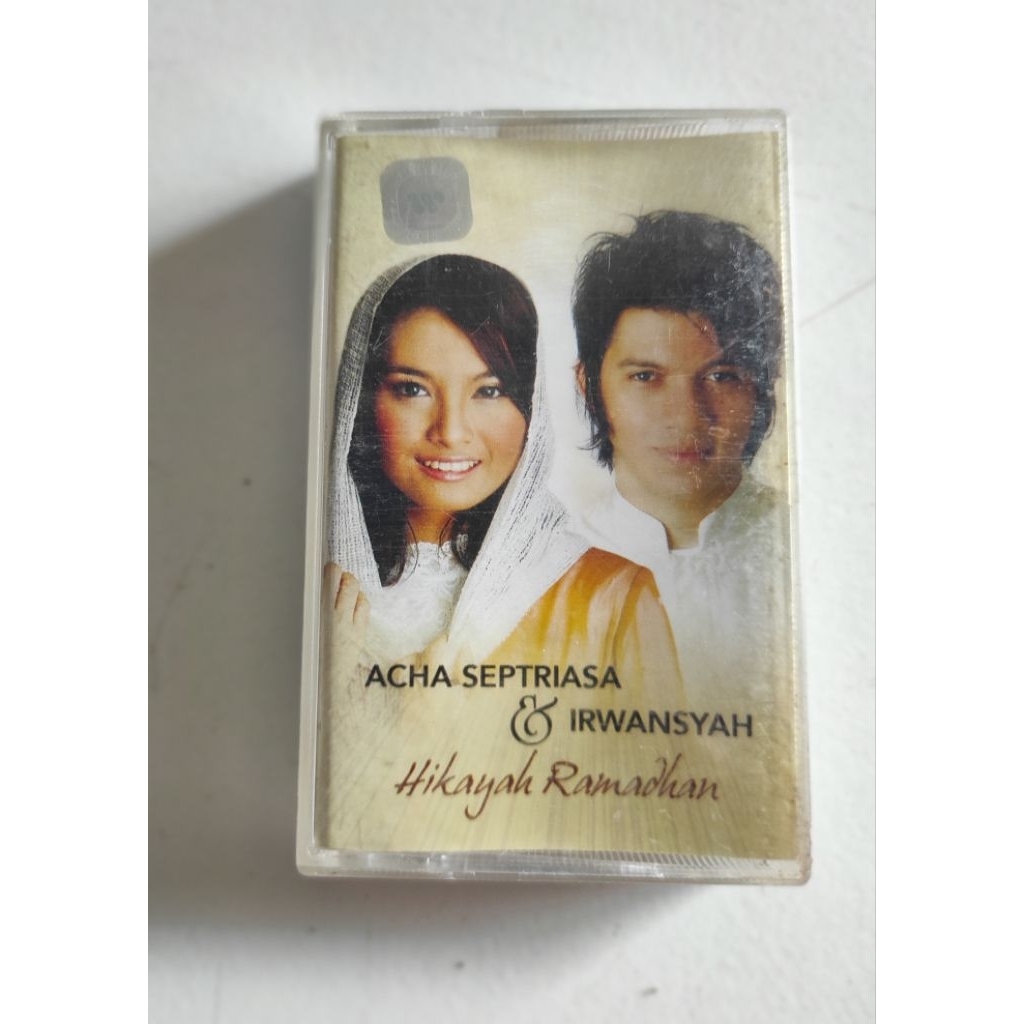 ACHA SEPTRIASA
& IRWANSYAH
Hikayah Ramadhan